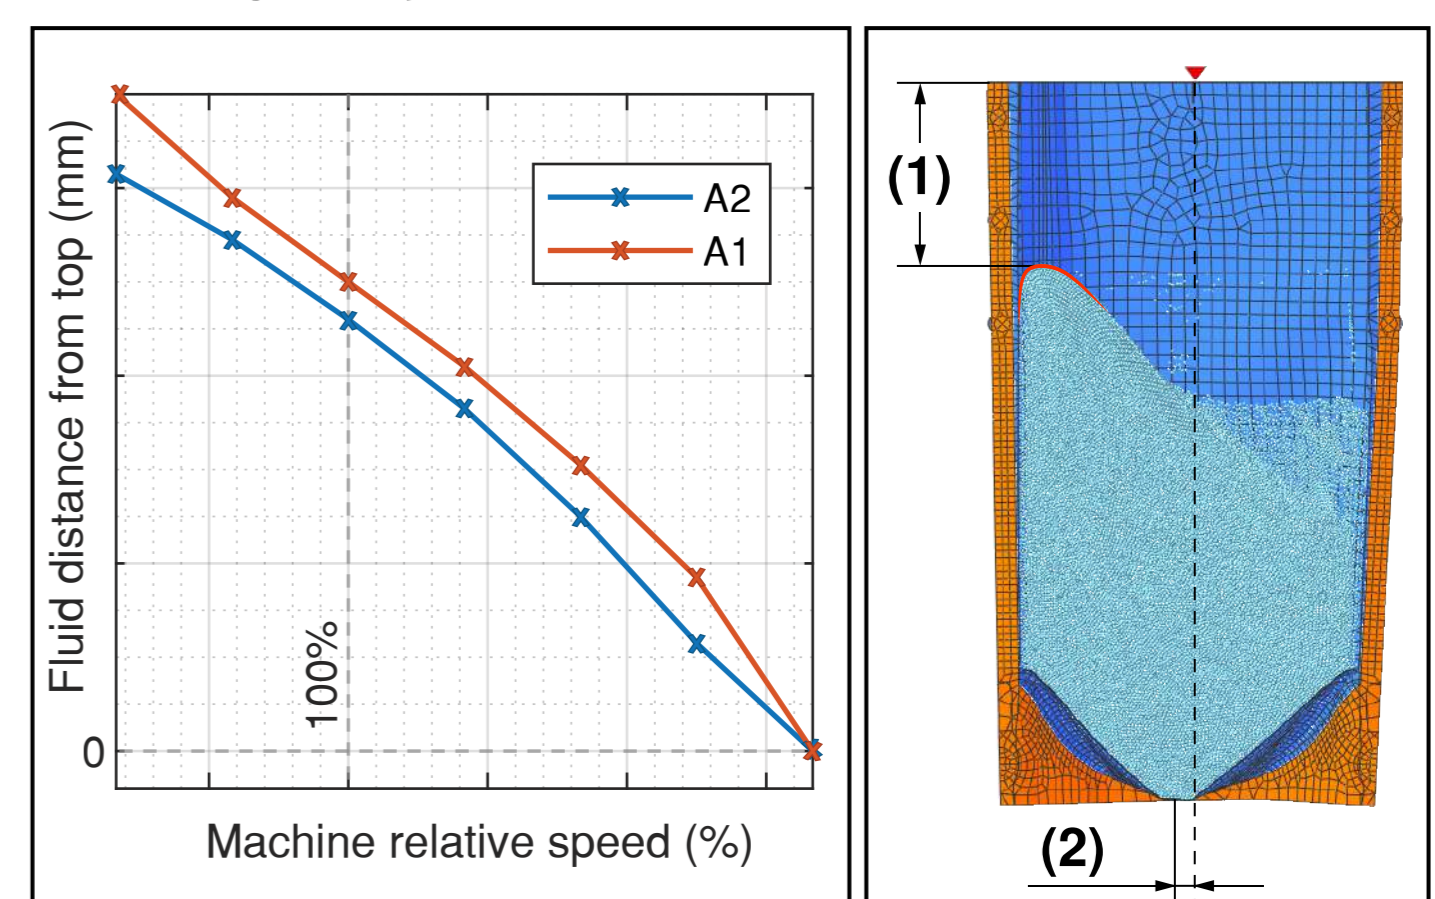 Fluid distance from top (mm)
A2
A1
100%
0
Machine relative speed (%)
(1)
(2)